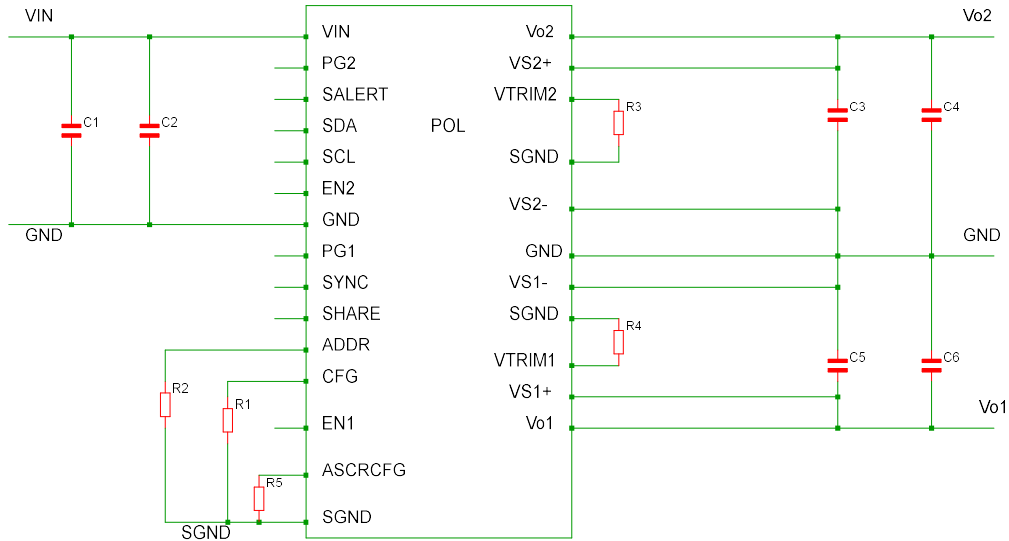 VIN
Vo2
VIN
Vo2
PG2
VS2+
SALERT
VTRIM2
R3
C3
C4
C1
C2
SDA
POL
SCL
SGND
EN2
VS2-
GND
GND
GND
GND
PG1
SYNC
VS1-
SHARE
SGND
R4
ADDR
VTRIM1
C5
C6
CFG
R2
VS1+
R1
Vo1
EN1
Vo1
ASCRCFG
R5
SGND
SGND